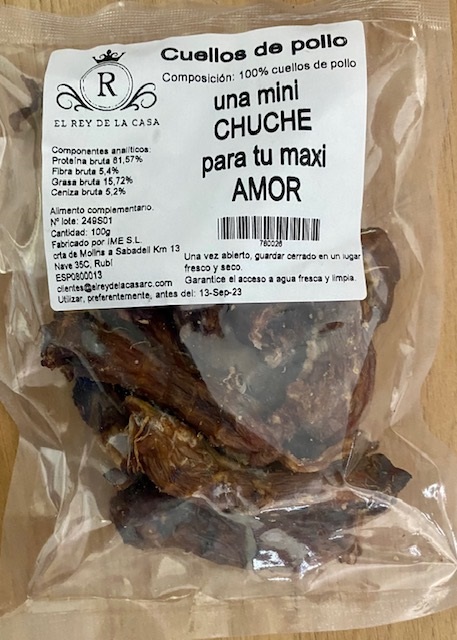 R
EL REY DE LA CASA
Cuellos de pollo
Composición: 100% cuellos de pollo
una mini
CHUCHE
para tu maxi
AMOR
Componentes analíticos:
Proteína bruta 61,57%
Fibra bruta 5,4%
Grasa bruta 15,72%
Ceniza bruta 5,2%
Alimento complementario.
Nº lote: 249S01
Cantidad: 100g
Fabricado por IME S.L.
crta de Molins a Sabadell Km 13
Nave 35C, Rubí
ESP0800013
clientes@elreydelacasarc.com
Utilizar, preferentemente, antes del: 13-Sep-23
780026
Una vez abierto, guardar cerrado en un lugar
fresco y seco.
Garantice el acceso a agua fresca y limpia.